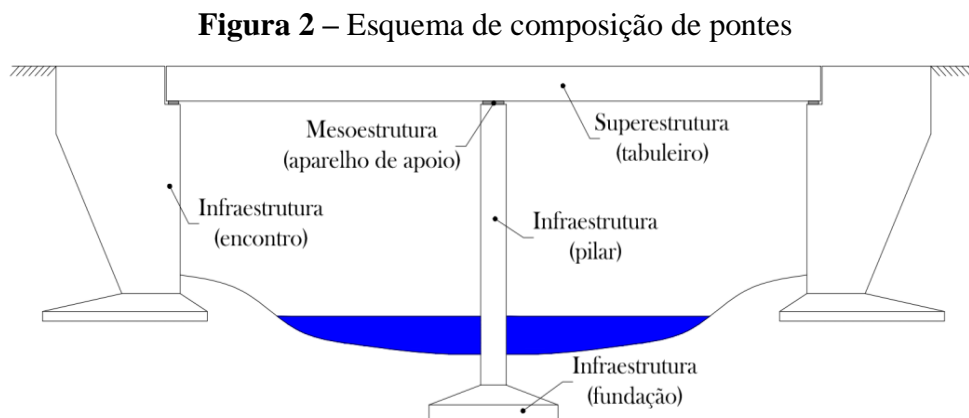 Figura 2 – Esquema de composição de pontes
Mesoestrutura
(aparelho de apoio)
Superestrutura
(tabuleiro)
Infraestrutura
(encontro)
Infraestrutura
(pilar)
Infraestrutura
(fundação)